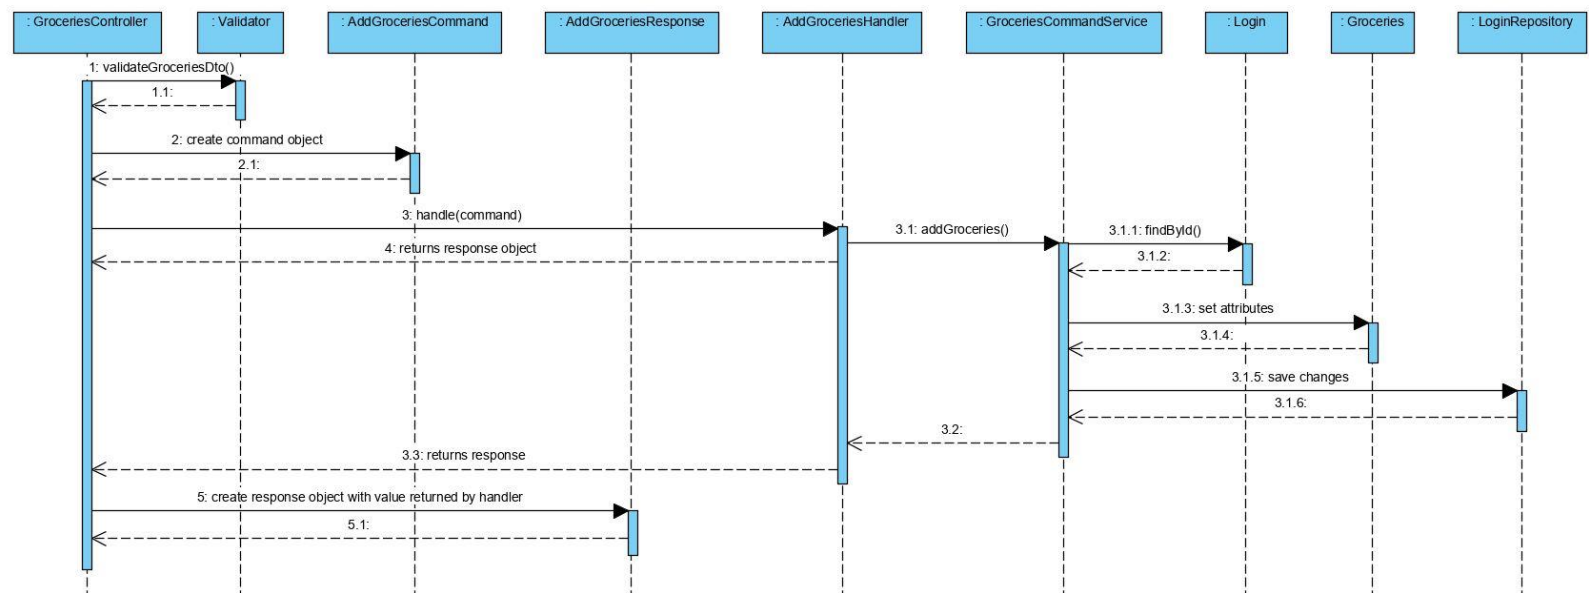 : GroceriesController
: Validator
: AddGroceriesCommand
: AddGroceriesResponse
: AddGroceriesHandler
: GroceriesCommandService
: Login
: Groceries
: LoginRepository
1: validateGroceriesDto()
1.1:
2: create command object
2.1:
3: handle(command)
3.1: addGroceries()
3.1.1: findById()
4: returns response object
3.1.2:
3.1.3: set attributes
3.1.4:
3.1.5: save changes
3.1.6:
3.2:
3.3: returns response
5: create response object with value returned by handler
5.1: